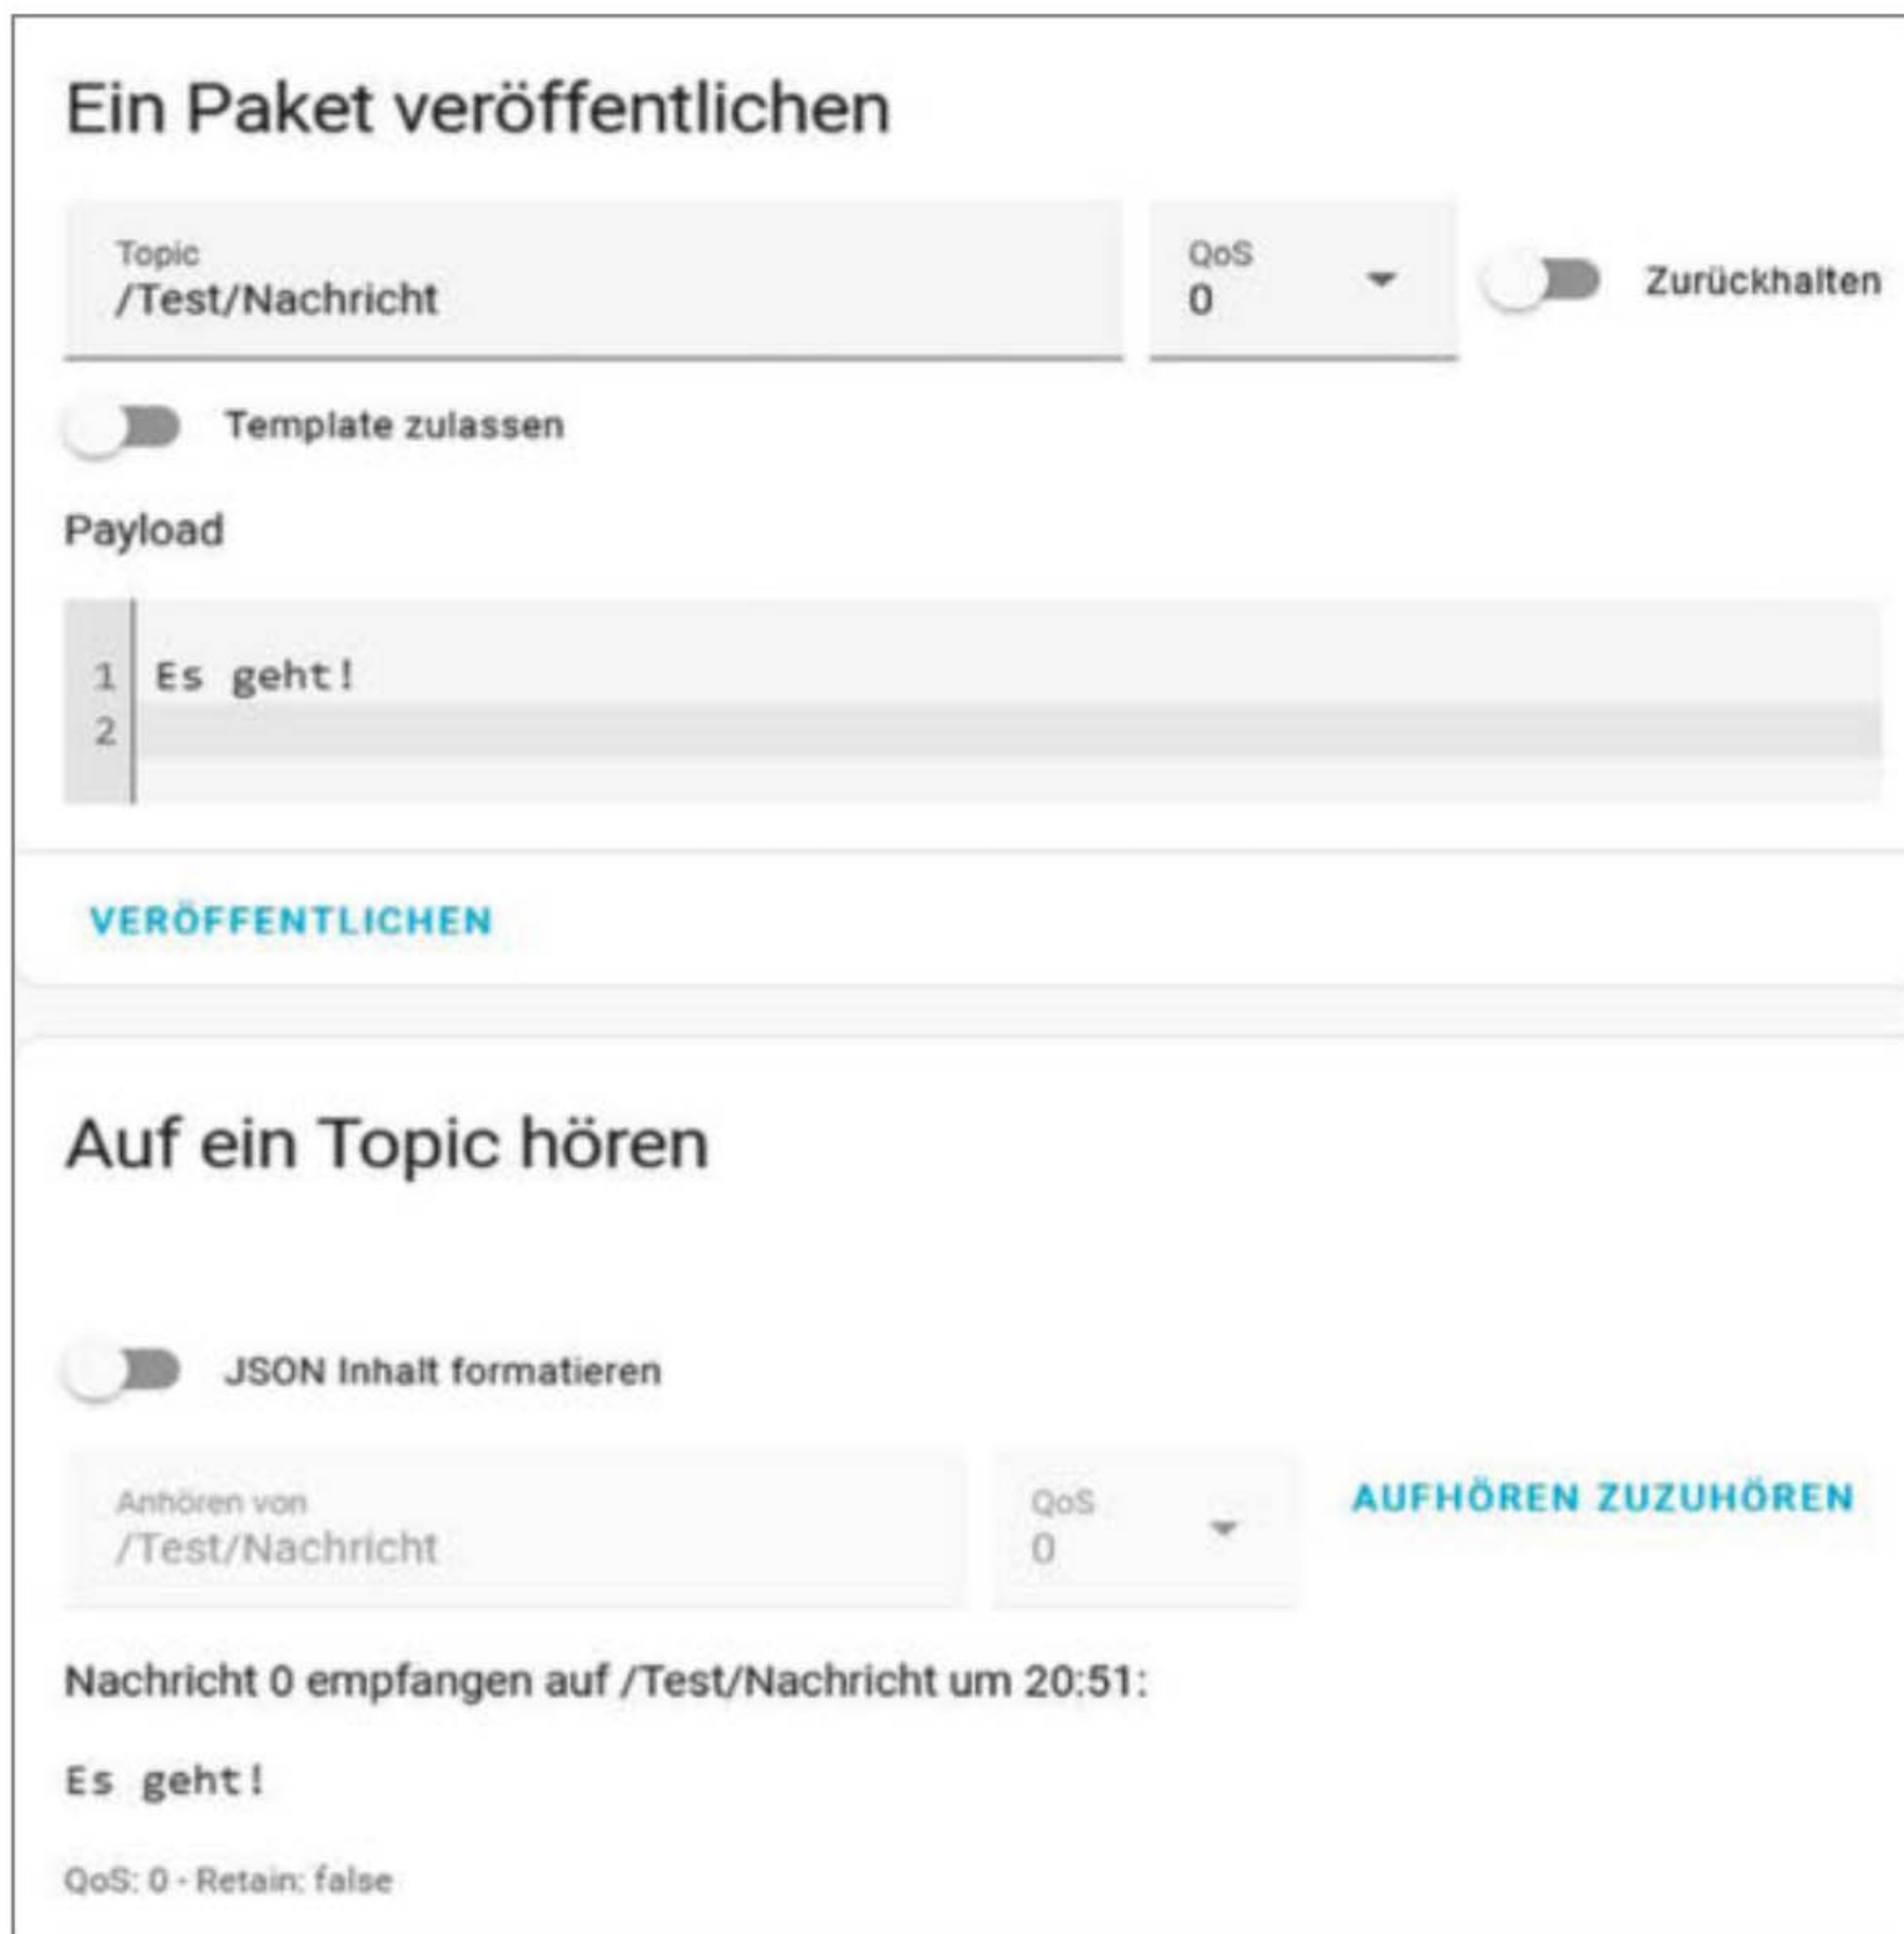 Ein Paket veröffentlichen
Topic
/Test/Nachricht
QoS
0
Zurückhalten
Template zulassen
Payload
1 Es geht!
2
VERÖFFENTLICHEN
Auf ein Topic hören
JSON Inhalt formatieren
Anhören von
/Test/Nachricht
QoS
0
AUFHÖREN ZUZUHÖREN
Nachricht 0 empfangen auf /Test/Nachricht um 20:51:
Es geht!
QoS: 0 - Retain: false